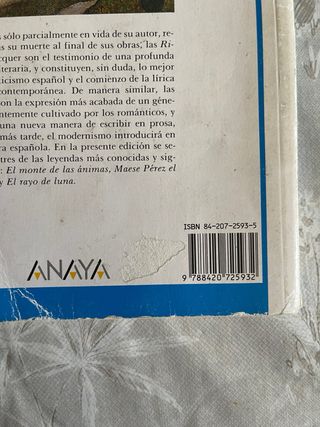 sólo parcialmente en vida de su autor, re-
s su muerte al final de sus obras, las Ri-
cquer son el testimonio de una profunda
teraria, y constituyen, sin duda, lo mejor
ticismo español y el comienzo de la lírica
contemporánea. De manera similar, las
on la expresión más acabada de un géne-
entemente cultivado por los románticos, y
una nueva manera de escribir en prosa,
más tarde, el modernismo introducirá en
ra española. En la presente edición se se-
tres de las leyendas más conocidas y sig-
: El monte de las ánimas, Maese Pérez el
y El rayo de luna.
ISBN 84-207-2593-5
ANAYA
9 788420 725932